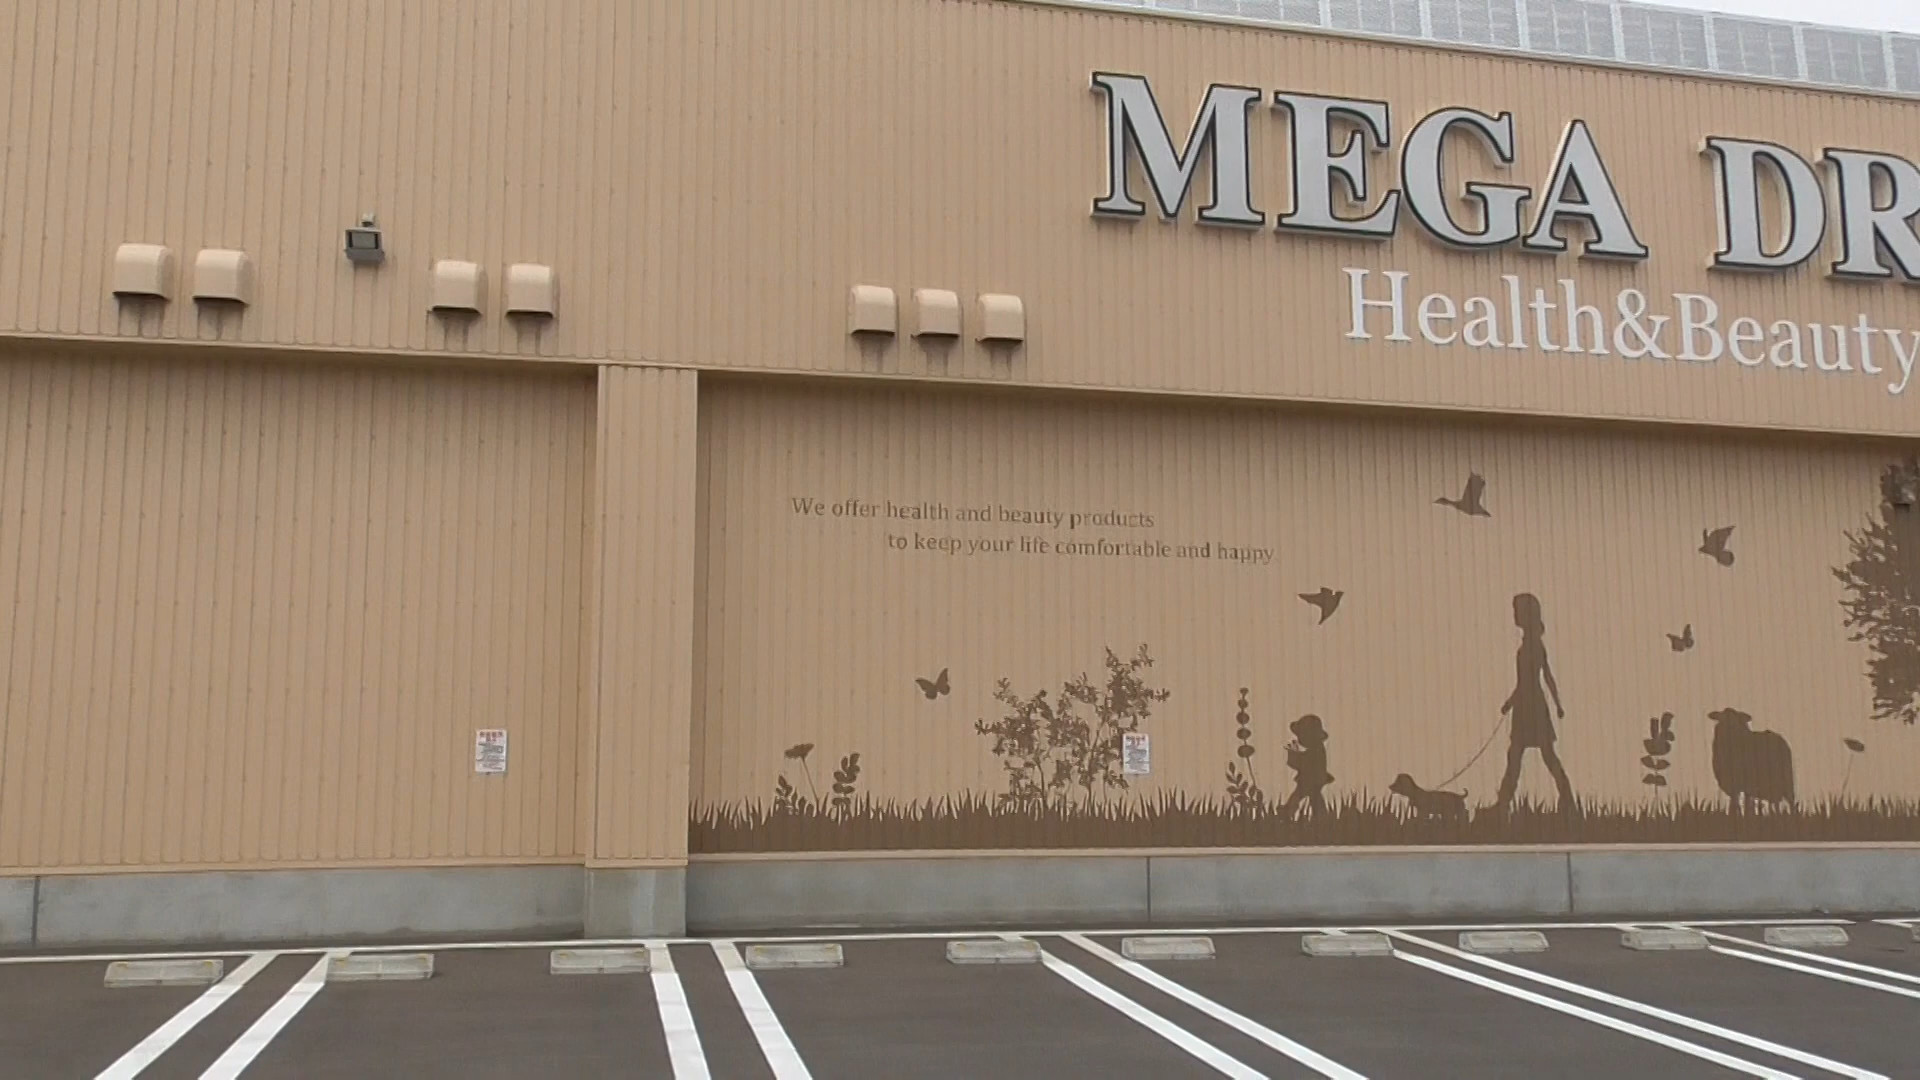 MEGA DR
Health&Beauty
We offer health and beauty products
to keep your life comfortable and happy